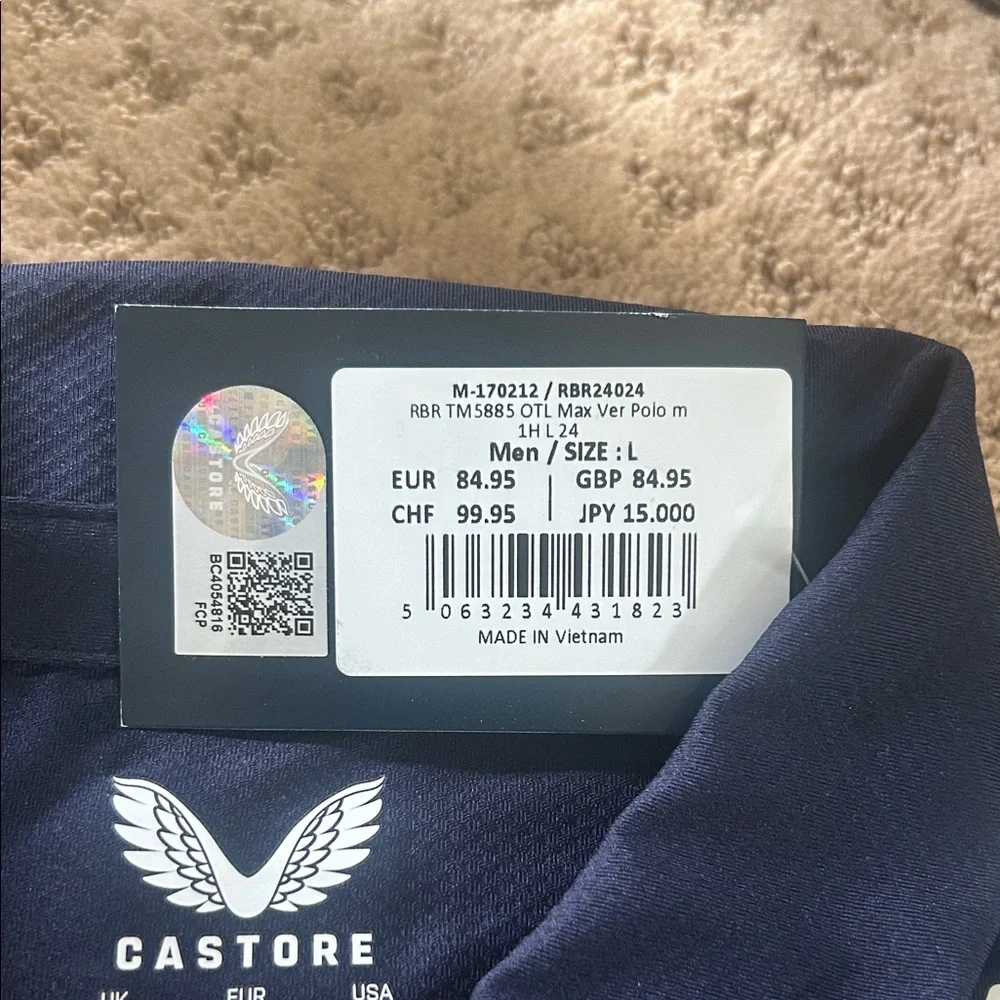 M-170212 / RBR24024
RBR TM5885 OTL Max Ver Polo m
1H L 24
Men / SIZE : L
EUR 84.95 GBP 84.95
CHF 99.95 JPY 15.000
5 063234 431823
MADE IN Vietnam
CASTORE
BC4054816
FCP
CASTORE
UK EUR USA